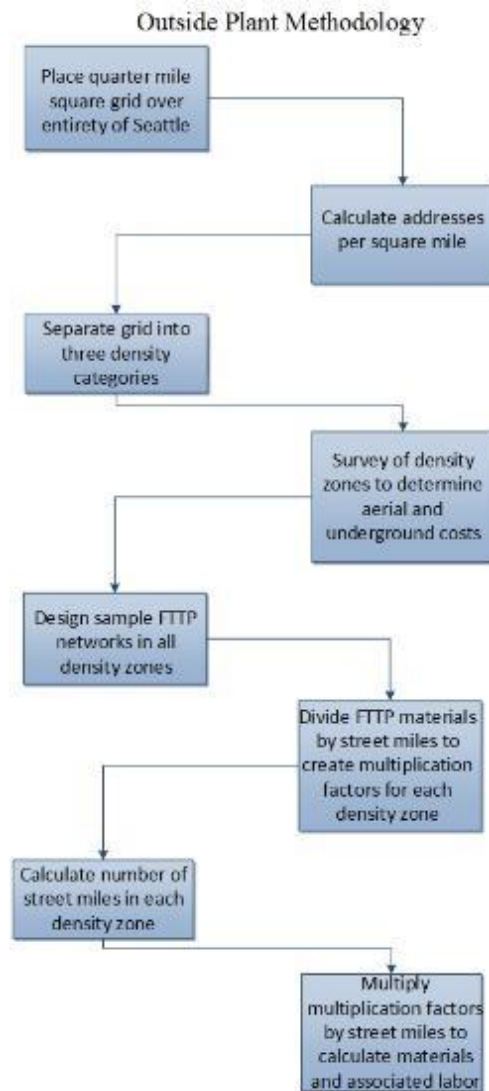 Outside Plant Methodology
Place quarter mile
square grid over
entirety of Seattle
Calculate addresses
per square mile
Separate grid into
three density
categories
Survey of density
zones to determine
aerial and
underground costs
Design sample FTTP
networks in all
density zones
Divide FTTP materials
by street miles to
create multiplication
factors for each
density zone
Calculate number of
street miles in each
density zone
Multiply
multiplication factors
by street miles to
calculate materials
and associated labor